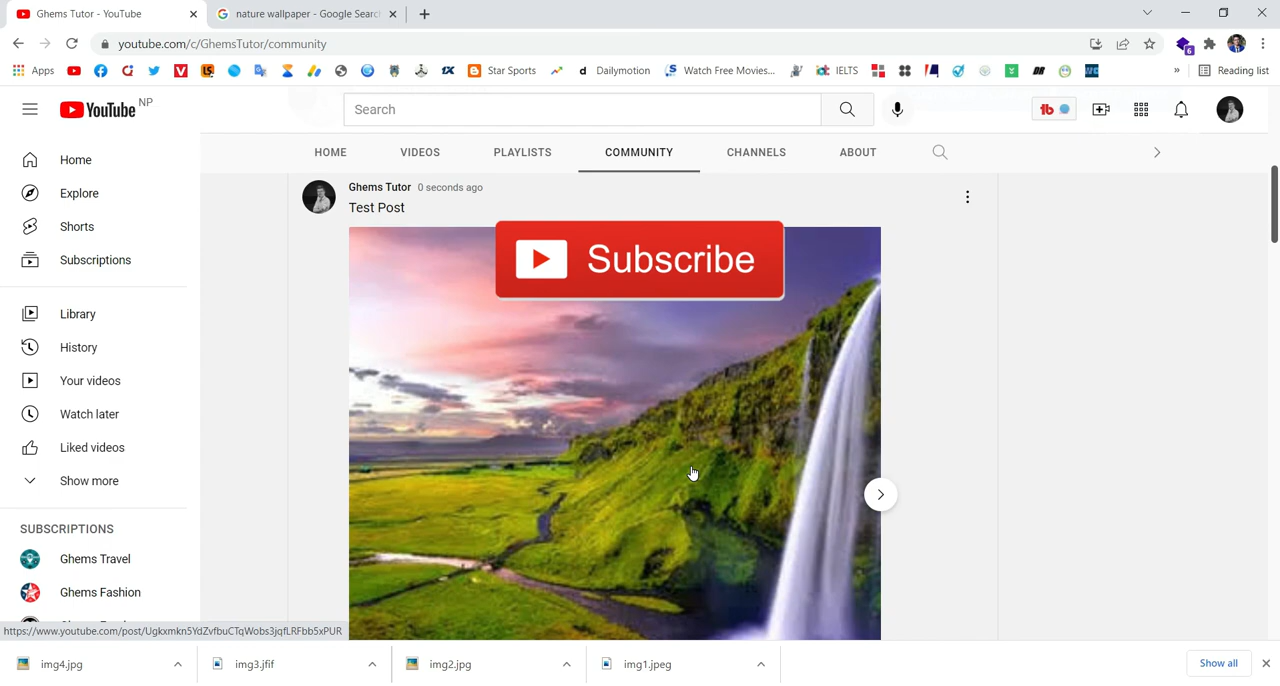 Ghems Tutor - YouTube
nature wallpaper - Google Searc
youtube.com/c/GhemsTutor/community
6
Apps
Star Sports
Dailymotion
Watch Free Movies...
IELTS
Reading list
YouTube NP
Search
HOME
VIDEOS
PLAYLISTS
COMMUNITY
CHANNELS
ABOUT
Home
Explore
Shorts
Subscriptions
Library
History
Your videos
Watch later
Liked videos
Show more
SUBSCRIPTIONS
Ghems Travel
Ghems Fashion
Ghems Tutor 0 seconds ago
Test Post
Subscribe
https://www.youtube.com/post/Ugkxmkn5YdZvfbuCTqWobs3jqfLRFbb5xPUR
img4.jpg
img3.jfif
img2.jpg
img1.jpeg
Show all